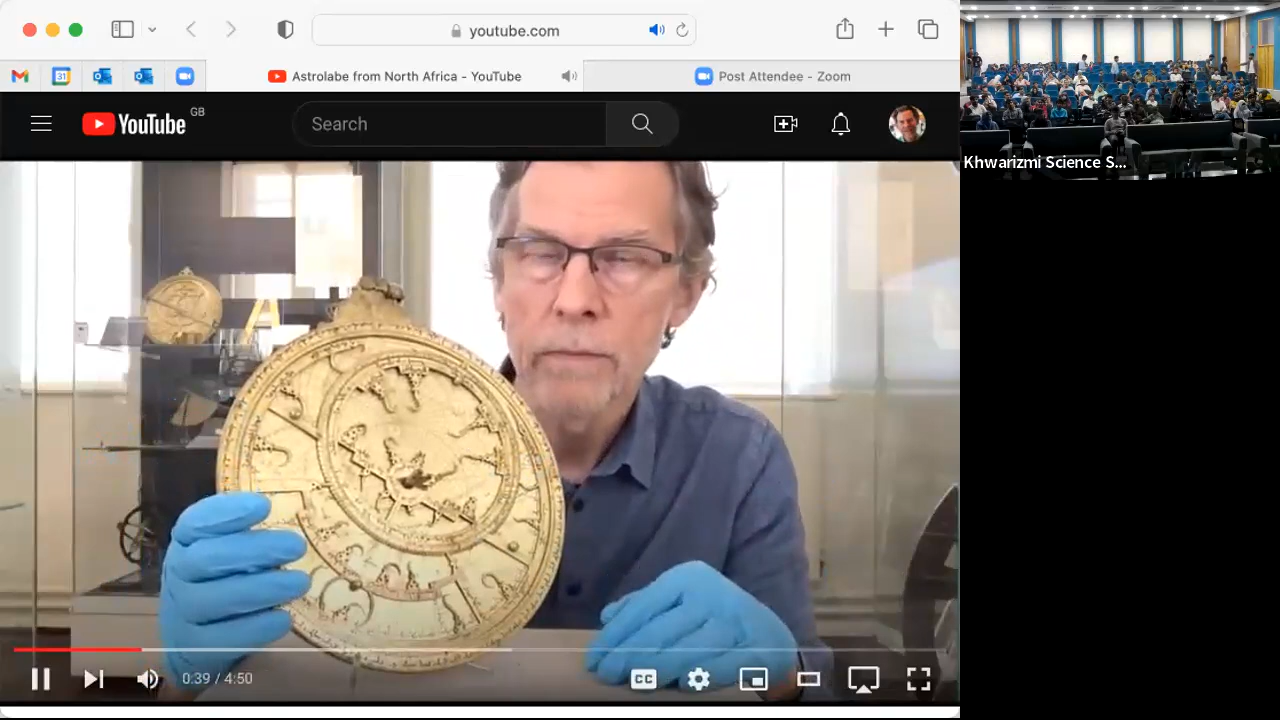 youtube.com
31
Astrolabe from North Africa - YouTube
Post Attendee - Zoom
YouTube GB
Search
Khwarizmi Science S...
0:39 / 4:50
CC